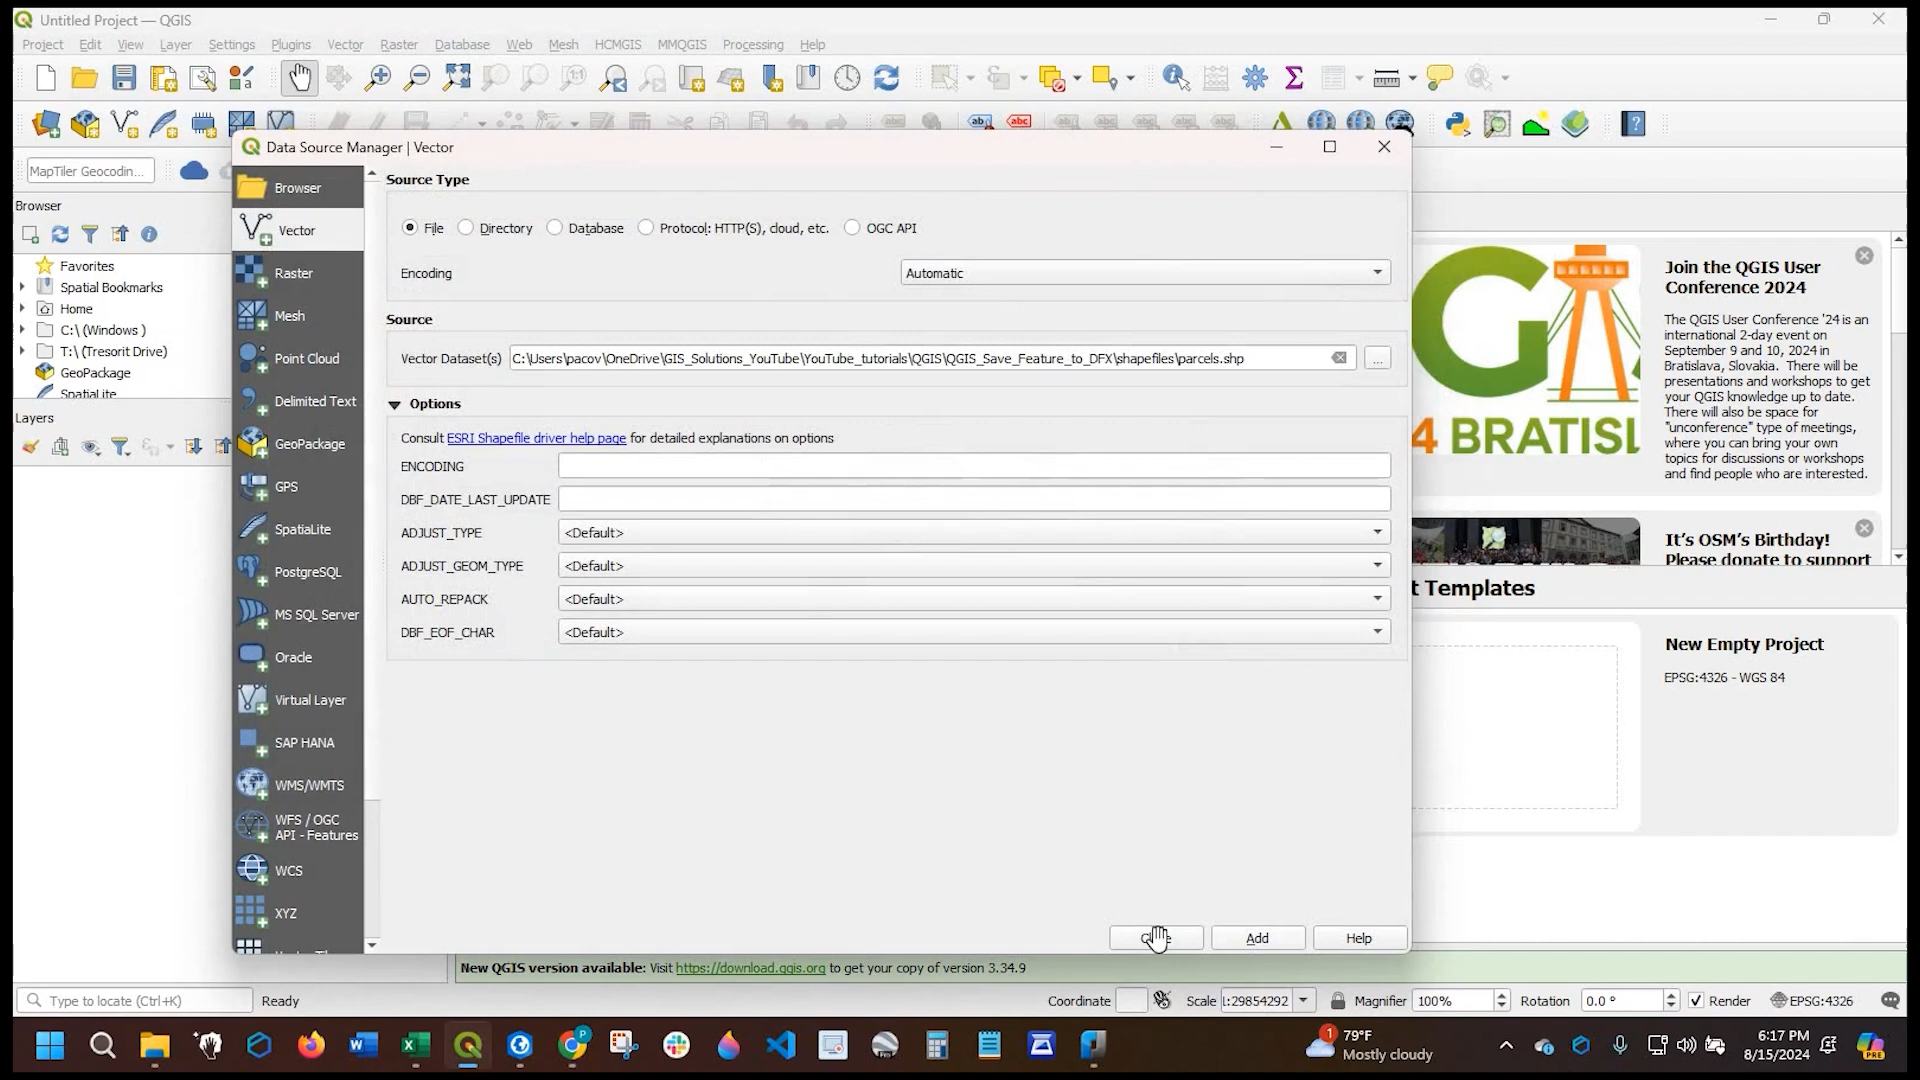 Untitled Project — QGIS
Project Edit View Layer Settings Plugins Vector Raster Database Web Mesh HCMGIS MMQGIS Processing Help
MapTiler Geocodin...
Data Source Manager | Vector
Browser
Favorites
Spatial Bookmarks
Home
C:\ (Windows )
T:\ (Tresorit Drive)
GeoPackage
SpatiaLite
Layers
Browser
Vector
Raster
Mesh
Point Cloud
Delimited Text
GeoPackage
GPS
SpatiaLite
PostgreSQL
MS SQL Server
Oracle
Virtual Layer
SAP HANA
WMS/WMTS
WFS / OGC
API - Features
WCS
XYZ
Source Type
File Directory Database Protocol: HTTP(S), cloud, etc. OGC API
Encoding Automatic
Source
Vector Dataset(s) C:\Users\pacov\OneDrive\GIS_Solutions_YouTube\YouTube_tutorials\QGIS\QGIS_Save_Feature_to_DFX\shapefiles\parcels.shp ...
Options
Consult ESRI Shapefile driver help page for detailed explanations on options
ENCODING
DBF_DATE_LAST_UPDATE
ADJUST_TYPE <Default>
ADJUST_GEOM_TYPE <Default>
AUTO_REPACK <Default>
DBF_EOF_CHAR <Default>
Add Help
4 BRATISL
Join the QGIS User
Conference 2024
The QGIS User Conference '24 is an
international 2-day event on
September 9 and 10, 2024 in
Bratislava, Slovakia. There will be
presentations and workshops to get
your QGIS knowledge up to date.
There will also be space for
"unconference" type of meetings,
where you can bring your own
topics for discussions or workshops
and find people who are interested.
It's OSM's Birthday!
Please donate to support
t Templates
New Empty Project
EPSG:4326 - WGS 84
New QGIS version available: Visit https://download.qgis.org to get your copy of version 3.34.9
Type to locate (Ctrl+K) Ready Coordinate Scale 1:29854292 Magnifier 100% Rotation 0.0 ° Render EPSG:4326
1 79°F
Mostly cloudy
6:17 PM
8/15/2024